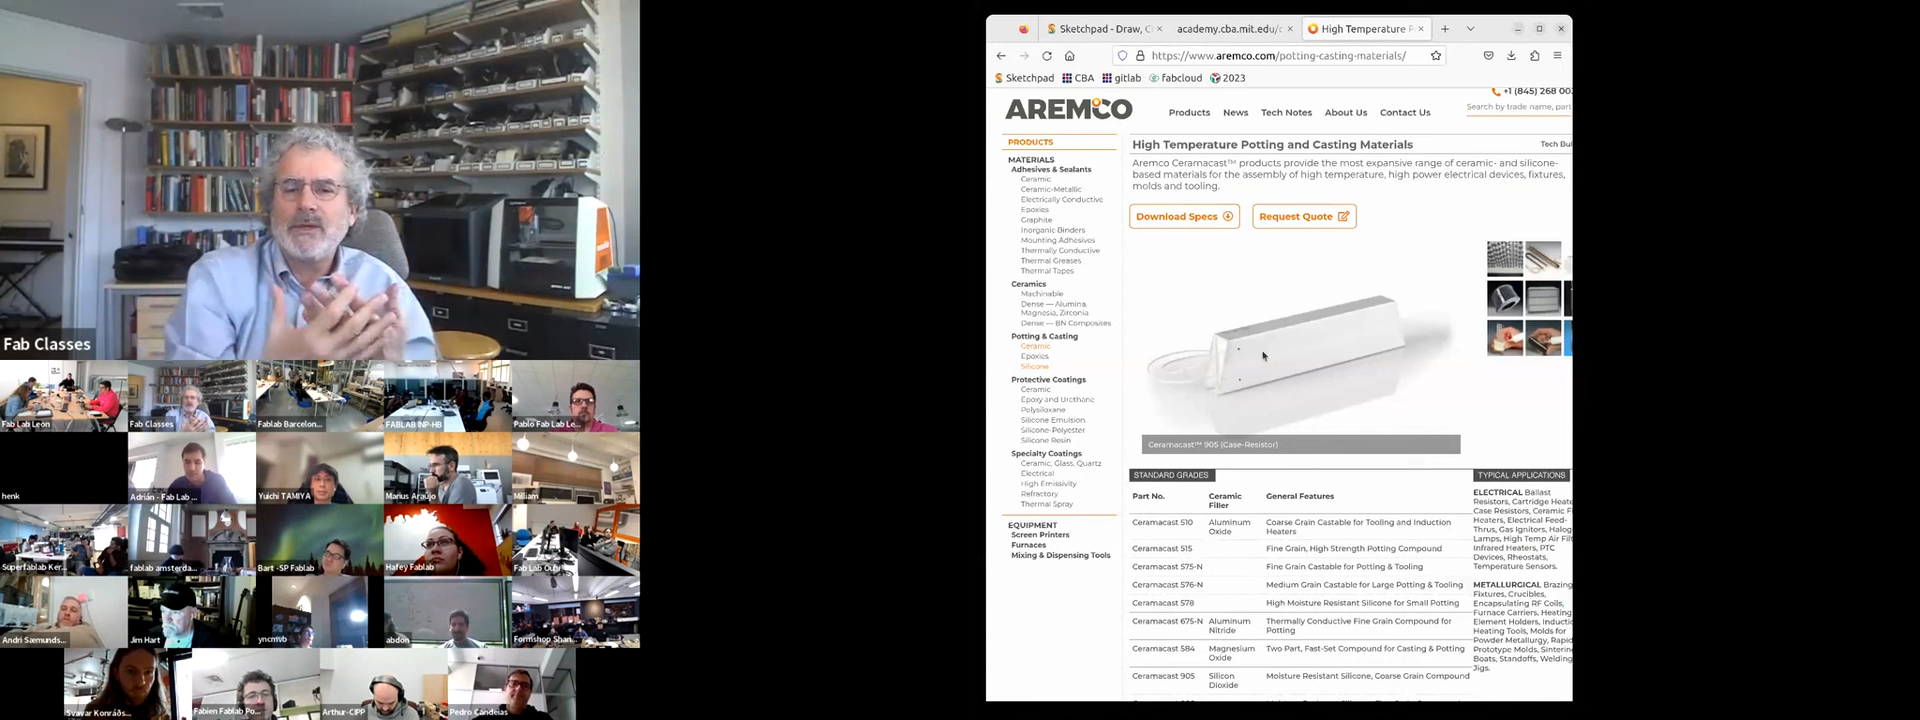 Fab Classes
Fab Lab Leon
Fab Classes
Fablab Barcelon...
FABLAB INP-HB
Pablo Fab Lab Le...
henk
Adrián - Fab Lab ...
Yuichi TAMIYA
Marius Araújo
Miliam
Superfablab Ker...
fablab amsterda...
Bart -SP Fablab
Hafey Fablab
Fab Lab Oulu
Andri Sæmunds...
Jim Hart
yncmvb
abdon
Formshop Shan...
Svavar Konráðs...
Fabien Fablab Po...
Arthur-CIPP
Pedro Candeias
Sketchpad - Draw, C
academy.cba.mit.edu/c
High Temperature P
https://www.aremco.com/potting-casting-materials/
Sketchpad
CBA
gitlab
fabcloud
2023
+1 (845) 268 00
AREMCO
Products
News
Tech Notes
About Us
Contact Us
Search by trade name, part
PRODUCTS
MATERIALS
Adhesives & Sealants
Ceramic
Ceramic-Metallic
Electrically Conductive
Epoxies
Graphite
Inorganic Binders
Mounting Adhesives
Thermally Conductive
Thermal Greases
Thermal Tapes
Ceramics
Machinable
Dense — Alumina,
Magnesia, Zirconia
Dense — BN Composites
Potting & Casting
Ceramic
Epoxies
Silicone
Protective Coatings
Ceramic
Epoxy and Urethane
Polysiloxane
Silicone Emulsion
Silicone-Polyester
Silicone Resin
Specialty Coatings
Ceramic, Glass, Quartz
Electrical
High Emissivity
Refractory
Thermal Spray
EQUIPMENT
Screen Printers
Furnaces
Mixing & Dispensing Tools
High Temperature Potting and Casting Materials
Tech Bul
Aremco Ceramacast™ products provide the most expansive range of ceramic- and silicone-
based materials for the assembly of high temperature, high power electrical devices, fixtures,
molds and tooling.
Download Specs
Request Quote
Ceramacast™ 905 (Case-Resistor)
STANDARD GRADES
Part No.
Ceramic
Filler
General Features
Ceramacast 510
Aluminum
Oxide
Coarse Grain Castable for Tooling and Induction
Heaters
Ceramacast 515
Fine Grain, High Strength Potting Compound
Ceramacast 575-N
Fine Grain Castable for Potting & Tooling
Ceramacast 576-N
Medium Grain Castable for Large Potting & Tooling
Ceramacast 578
High Moisture Resistant Silicone for Small Potting
Ceramacast 675-N
Aluminum
Nitride
Thermally Conductive Fine Grain Compound for
Potting
Ceramacast 584
Magnesium
Oxide
Two Part, Fast-Set Compound for Casting & Potting
Ceramacast 905
Silicon
Dioxide
Moisture Resistant Silicone, Coarse Grain Compound
TYPICAL APPLICATIONS
ELECTRICAL Ballast
Resistors, Cartridge Heate
Case Resistors, Ceramic F
Heaters, Electrical Feed-
Thrus, Gas Ignitors, Halog
Lamps, High Temp Air Filt
Infrared Heaters, PTC
Devices, Rheostats,
Temperature Sensors.
METALLURGICAL Brazing
Fixtures, Crucibles,
Encapsulating RF Coils,
Furnace Carriers, Heating
Element Holders, Inducti
Heating Tools, Molds for
Powder Metallurgy, Rapid
Prototype Molds, Sinterin
Boats, Standoffs, Welding
Jigs.